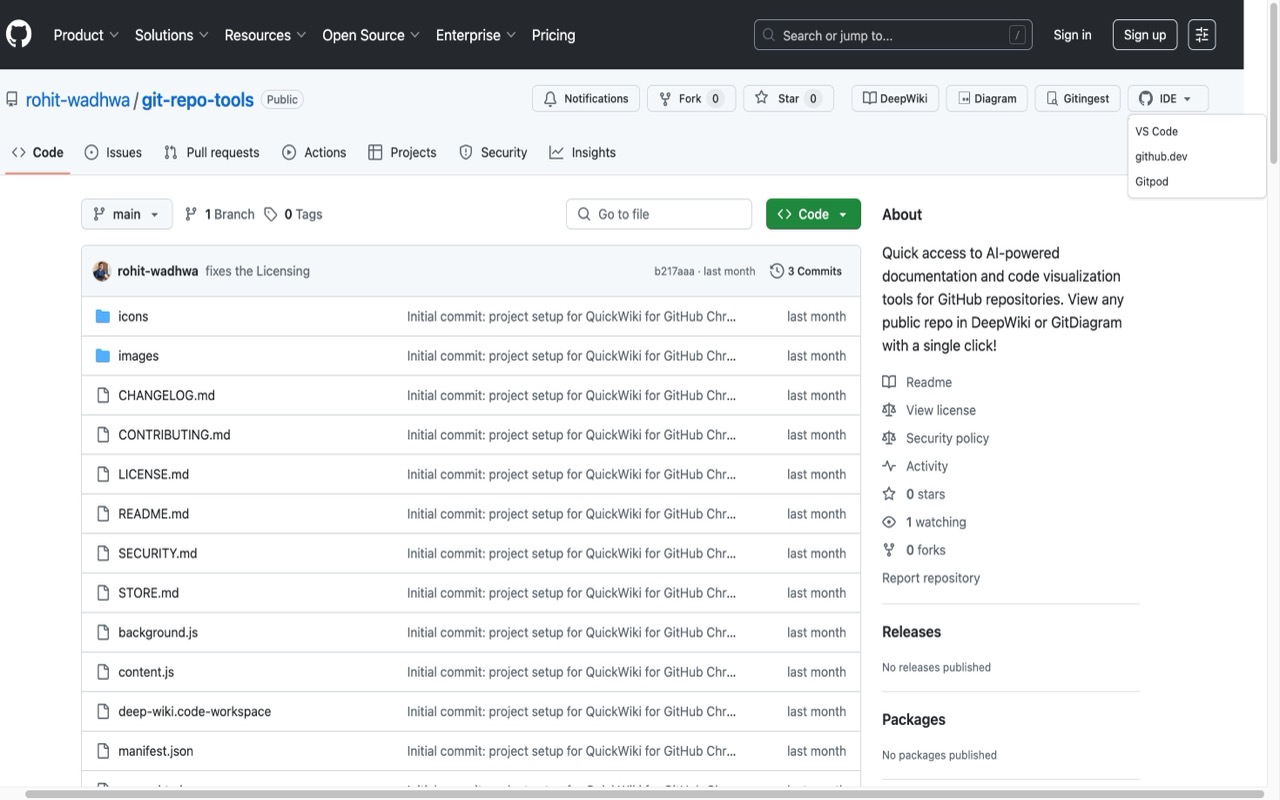 Product Solutions Resources Open Source Enterprise Pricing Search or jump to... / Sign in Sign up
rohit-wadhwa / git-repo-tools Public Notifications Fork 0 Star 0 DeepWiki Diagram Gitingest IDE
VS Code
github.dev
Gitpod
Code Issues Pull requests Actions Projects Security Insights
main 1 Branch 0 Tags Go to file Code
rohit-wadhwa fixes the Licensing b217aaa · last month 3 Commits
icons Initial commit: project setup for QuickWiki for GitHub Chr... last month
images Initial commit: project setup for QuickWiki for GitHub Chr... last month
CHANGELOG.md Initial commit: project setup for QuickWiki for GitHub Chr... last month
CONTRIBUTING.md Initial commit: project setup for QuickWiki for GitHub Chr... last month
LICENSE.md Initial commit: project setup for QuickWiki for GitHub Chr... last month
README.md Initial commit: project setup for QuickWiki for GitHub Chr... last month
SECURITY.md Initial commit: project setup for QuickWiki for GitHub Chr... last month
STORE.md Initial commit: project setup for QuickWiki for GitHub Chr... last month
background.js Initial commit: project setup for QuickWiki for GitHub Chr... last month
content.js Initial commit: project setup for QuickWiki for GitHub Chr... last month
deep-wiki.code-workspace Initial commit: project setup for QuickWiki for GitHub Chr... last month
manifest.json Initial commit: project setup for QuickWiki for GitHub Chr... last month
About
Quick access to AI-powered
documentation and code visualization
tools for GitHub repositories. View any
public repo in DeepWiki or GitDiagram
with a single click!
Readme
View license
Security policy
Activity
0 stars
1 watching
0 forks
Report repository
Releases
No releases published
Packages
No packages published